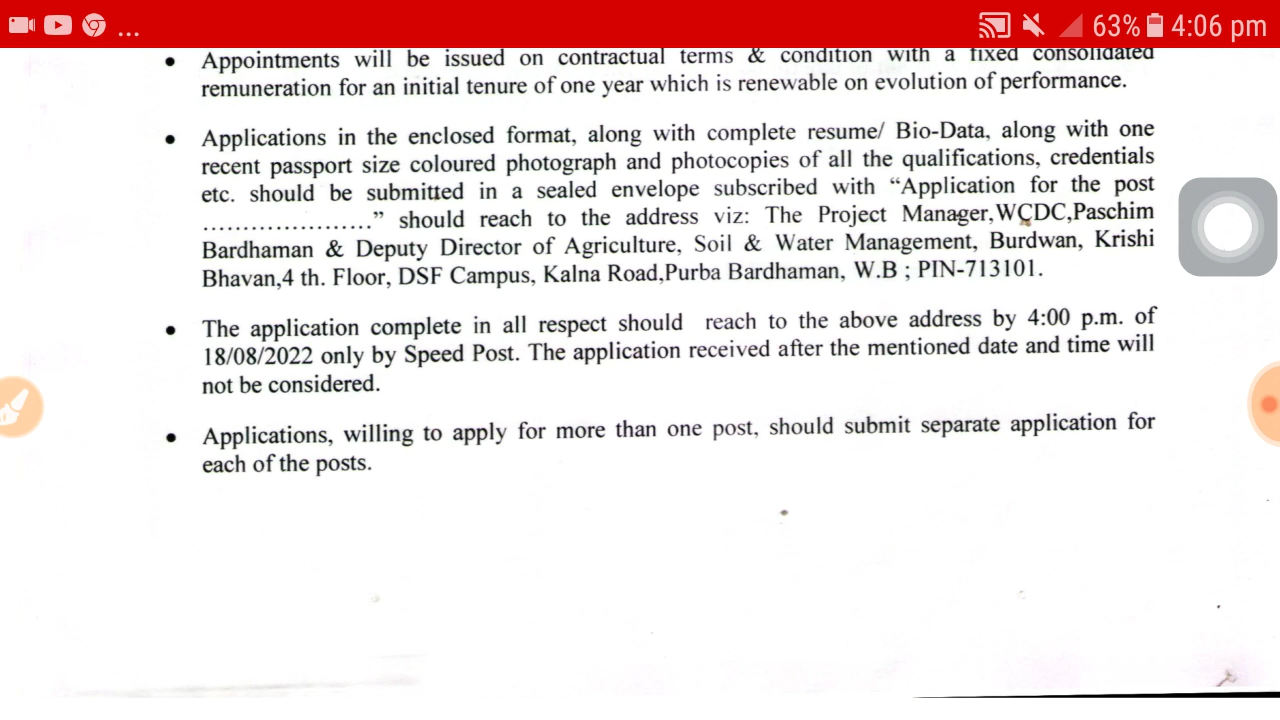 ... 63% 4:06 pm
• Appointments will be issued on contractual terms & condition with a fixed consolidated
remuneration for an initial tenure of one year which is renewable on evolution of performance.
• Applications in the enclosed format, along with complete resume/ Bio-Data, along with one
recent passport size coloured photograph and photocopies of all the qualifications, credentials
etc. should be submitted in a sealed envelope subscribed with “Application for the post
.....................” should reach to the address viz: The Project Manager,WCDC,Paschim
Bardhaman & Deputy Director of Agriculture, Soil & Water Management, Burdwan, Krishi
Bhavan,4 th. Floor, DSF Campus, Kalna Road,Purba Bardhaman, W.B ; PIN-713101.
• The application complete in all respect should reach to the above address by 4:00 p.m. of
18/08/2022 only by Speed Post. The application received after the mentioned date and time will
not be considered.
• Applications, willing to apply for more than one post, should submit separate application for
each of the posts.